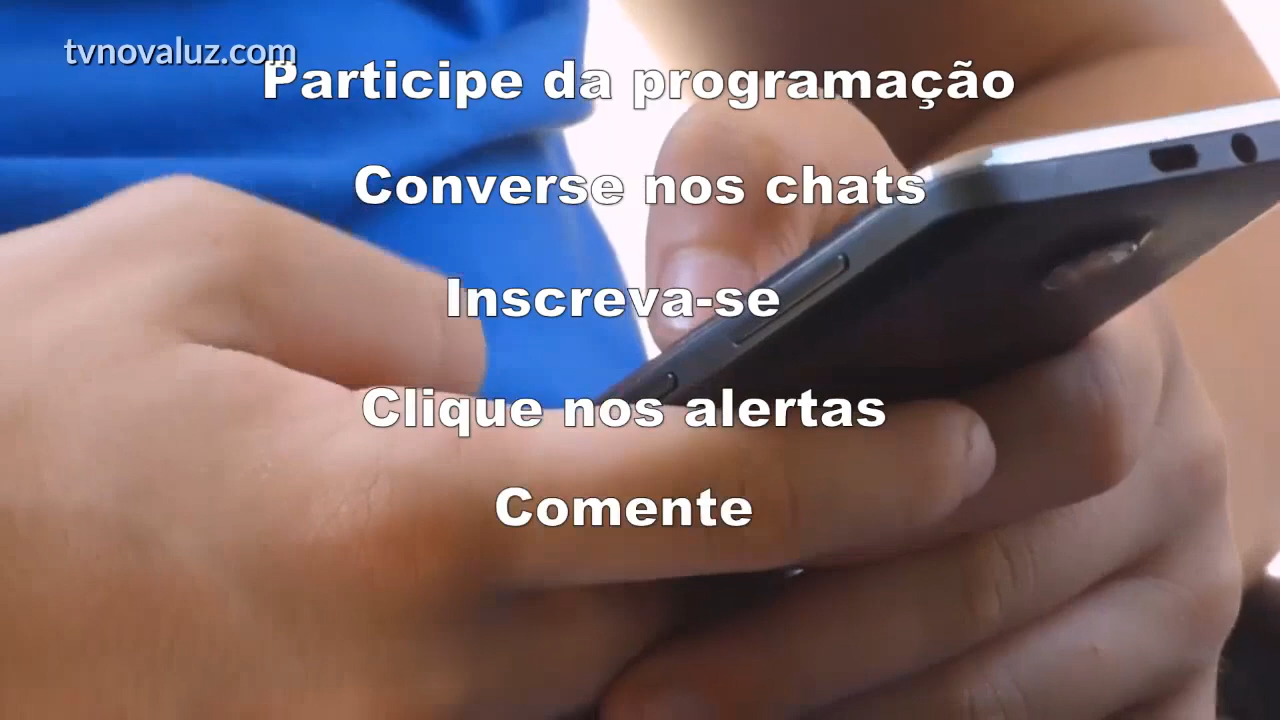 tvnovaluz.com
Participe da programação
Converse nos chats
Inscreva-se
Clique nos alertas
Comente